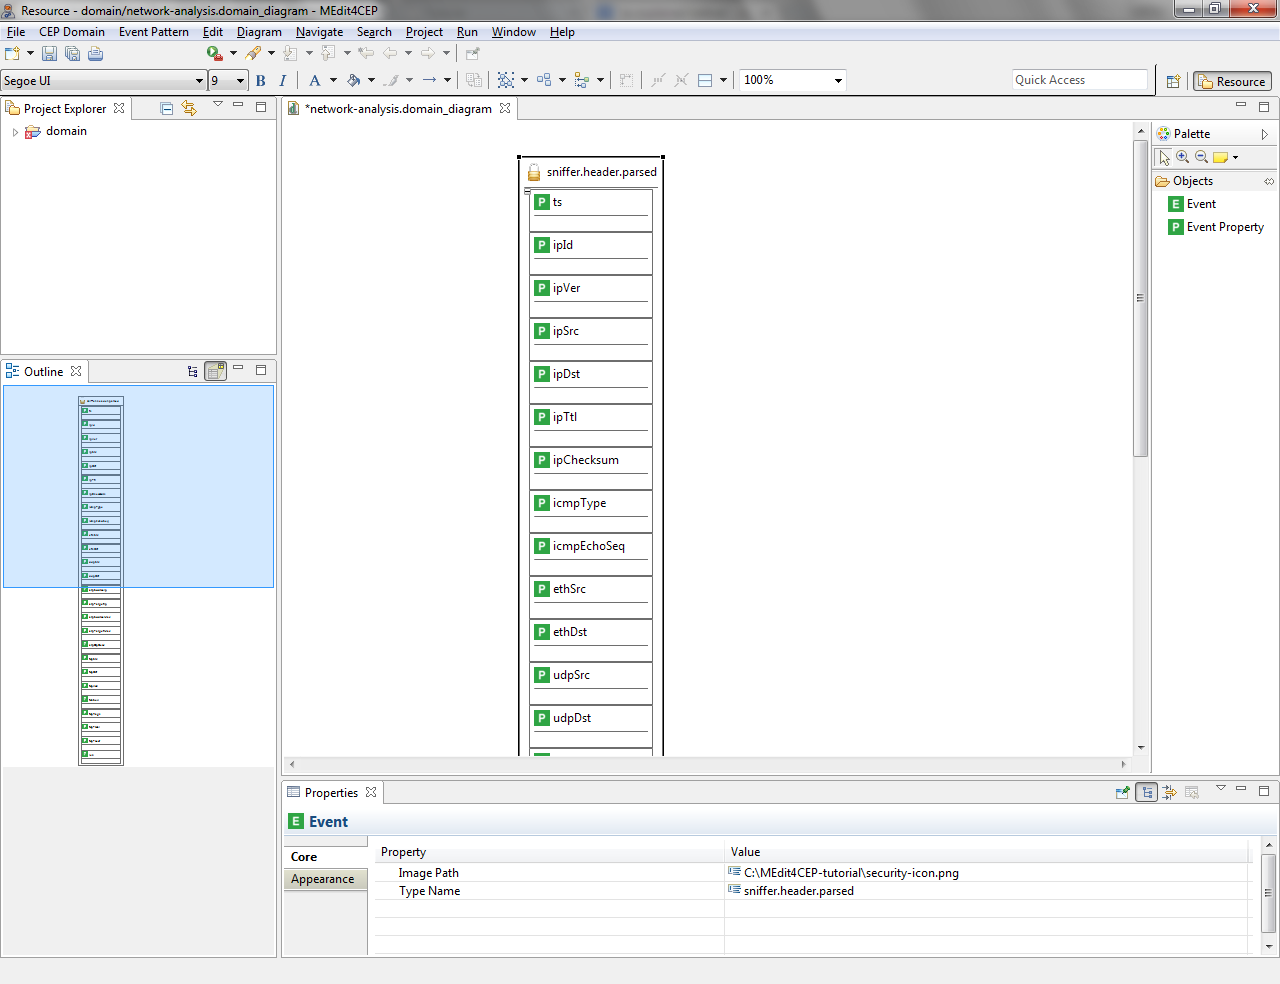 Resource - domain/network-analysis.domain_diagram - MEdit4CEP
File CEP Domain Event Pattern Edit Diagram Navigate Search Project Run Window Help
Segoe UI 9 B I A 100% Quick Access Resource
Project Explorer
domain
*network-analysis.domain_diagram
sniffer.header.parsed
P ts
P ipId
P ipVer
P ipSrc
P ipDst
P ipTtl
P ipChecksum
P icmpType
P icmpEchoSeq
P ethSrc
P ethDst
P udpSrc
P udpDst
Palette
Objects
E Event
P Event Property
Outline
Properties
E Event
Core
Appearance
Property Value
Image Path C:\MEdit4CEP-tutorial\security-icon.png
Type Name sniffer.header.parsed